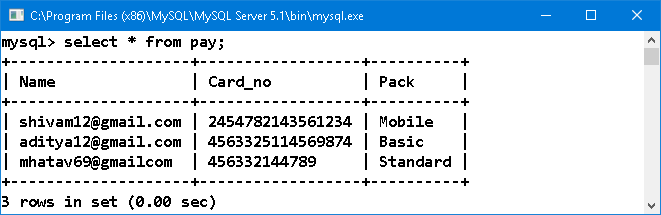 C:\Program Files (x86)\MySQL\MySQL Server 5.1\bin\mysql.exe
mysql> select * from pay;
+-------------------+------------------+----------+
| Name              | Card_no          | Pack     |
+-------------------+------------------+----------+
| shivam12@gmail.com | 2454782143561234 | Mobile   |
| aditya12@gmail.com | 4563325114569874 | Basic    |
| mhatav69@gmailcom  | 456332144789     | Standard |
+-------------------+------------------+----------+
3 rows in set (0.00 sec)